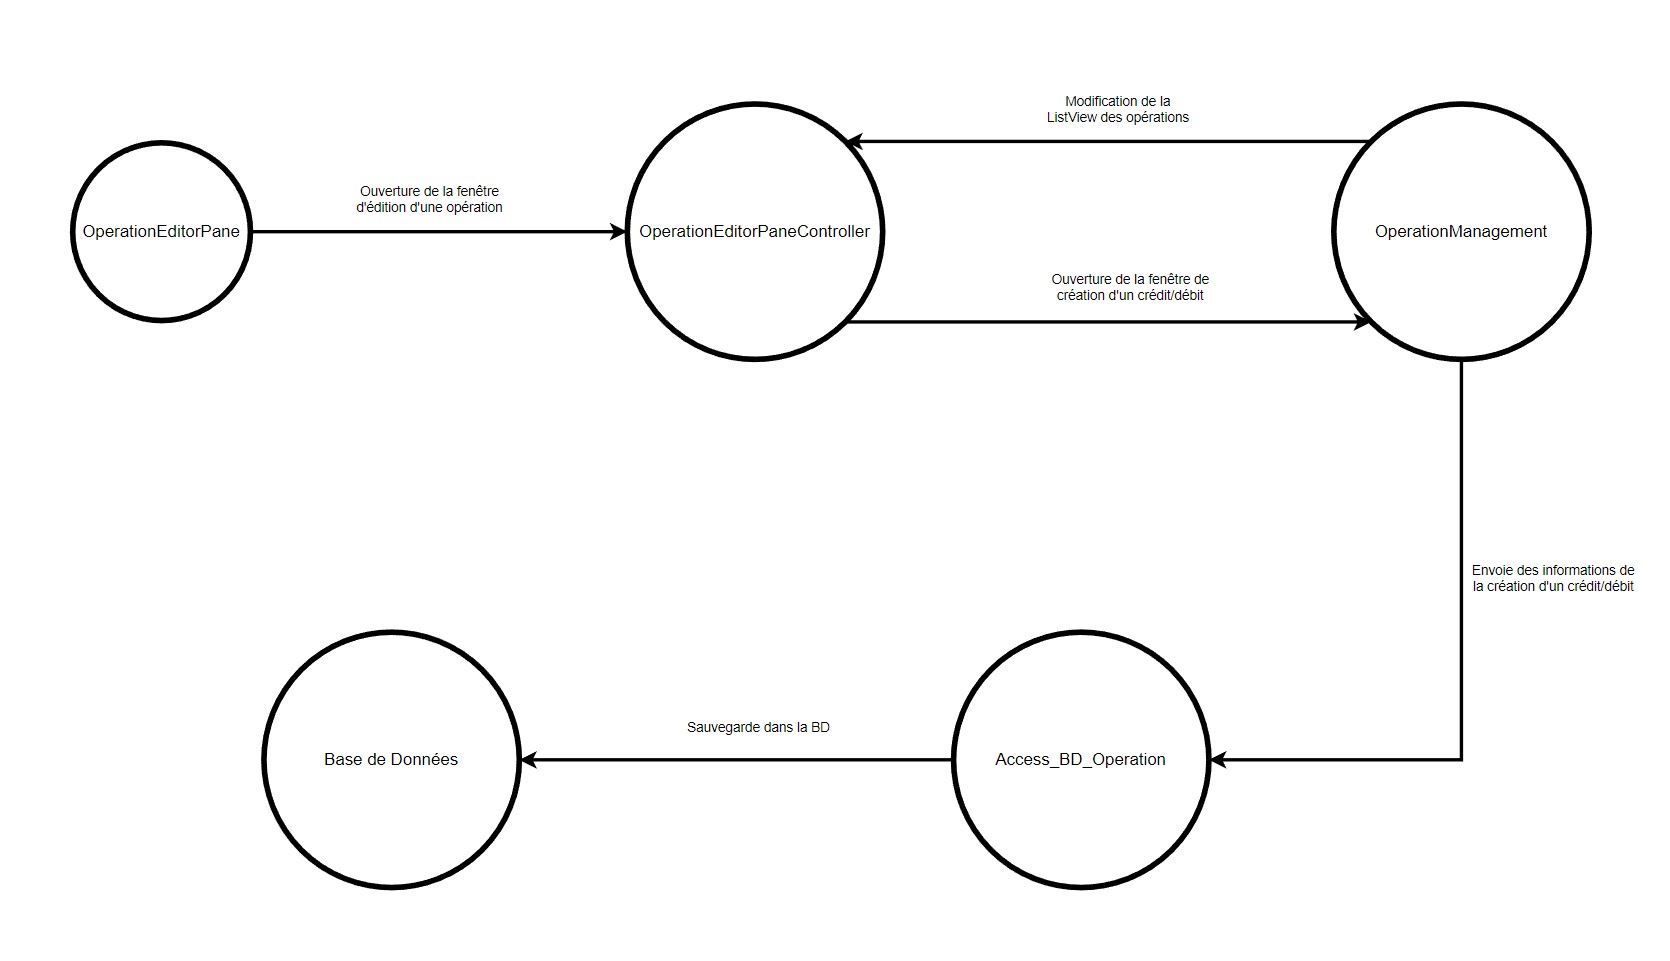 Modification de la
ListView des opérations
Ouverture de la fenêtre
d'édition d'une opération
OperationEditorPane
OperationEditorPaneController
OperationManagement
Ouverture de la fenêtre de
création d'un crédit/débit
Envoie des informations de
la création d'un crédit/débit
Sauvegarde dans la BD
Base de Données
Access_BD_Operation